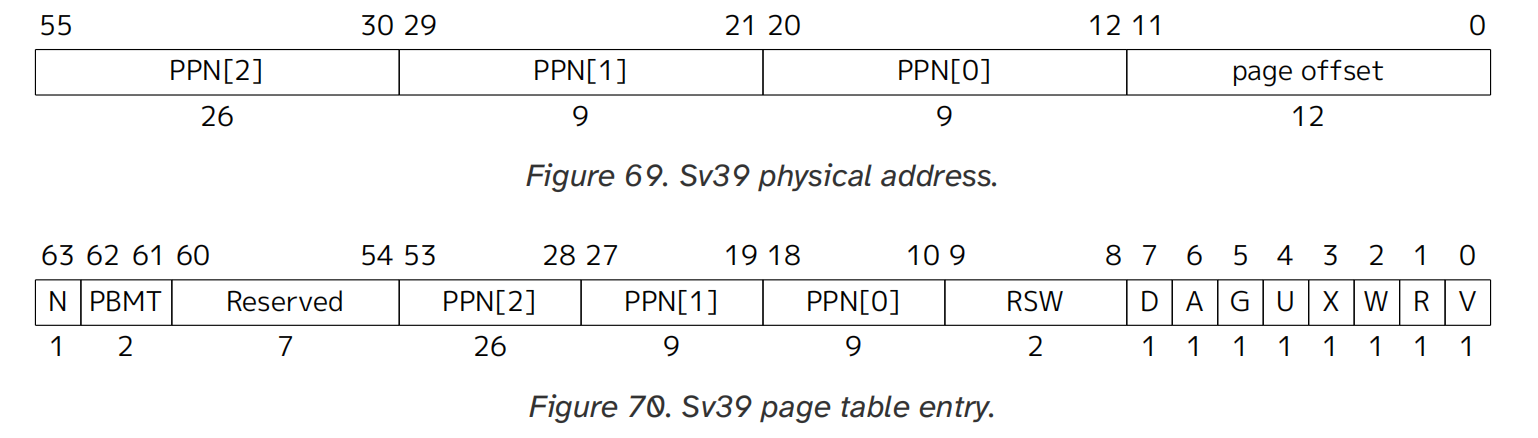 55 30 29 21 20 12 11 0
PPN[2] PPN[1] PPN[0] page offset
26 9 9 12
Figure 69. Sv39 physical address.
63 62 61 60 54 53 28 27 19 18 10 9 8 7 6 5 4 3 2 1 0
N PBMT Reserved PPN[2] PPN[1] PPN[0] RSW D A G U X W R V
1 2 7 26 9 9 2 1 1 1 1 1 1 1 1
Figure 70. Sv39 page table entry.